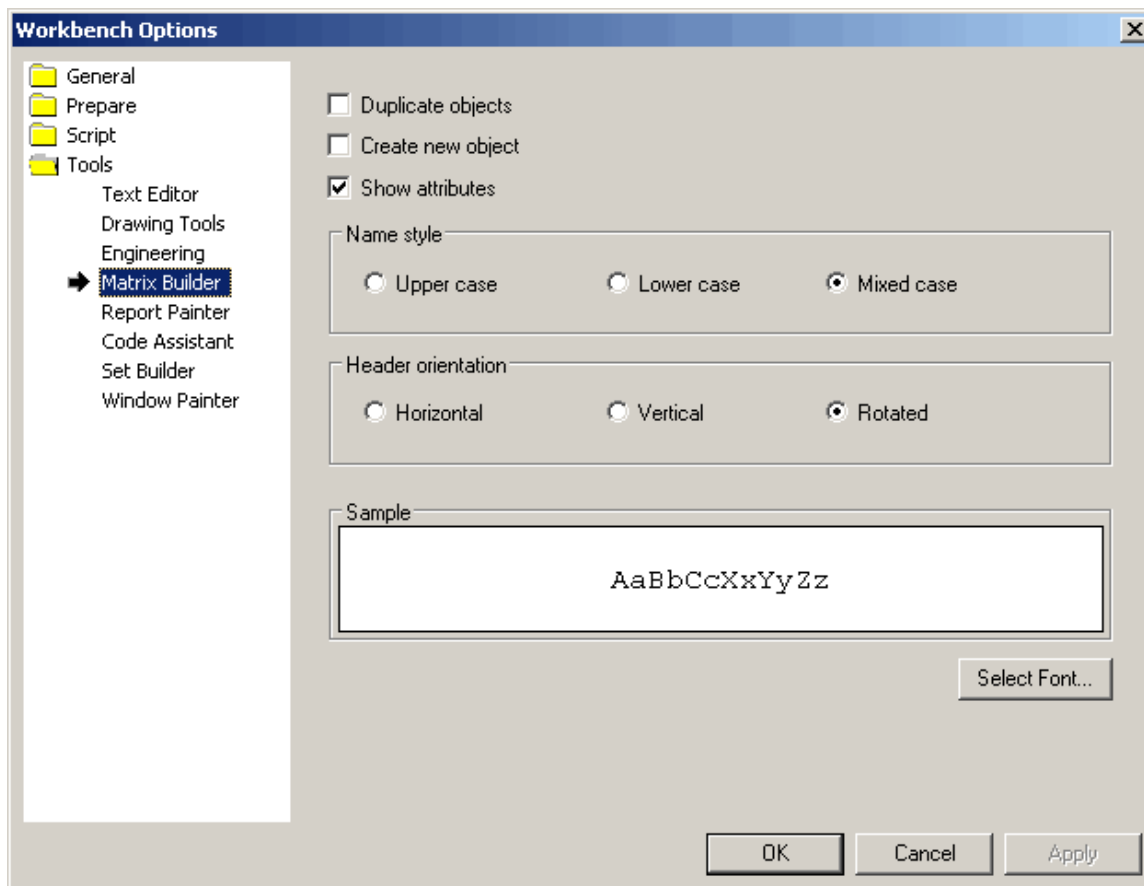 Workbench Options
General
Prepare
Script
Tools
Text Editor
Drawing Tools
Engineering
Matrix Builder
Report Painter
Code Assistant
Set Builder
Window Painter
Duplicate objects
Create new object
Show attributes
Name style
Upper case Lower case Mixed case
Header orientation
Horizontal Vertical Rotated
Sample
AaBbCcXxYyZz
Select Font...
OK Cancel Apply